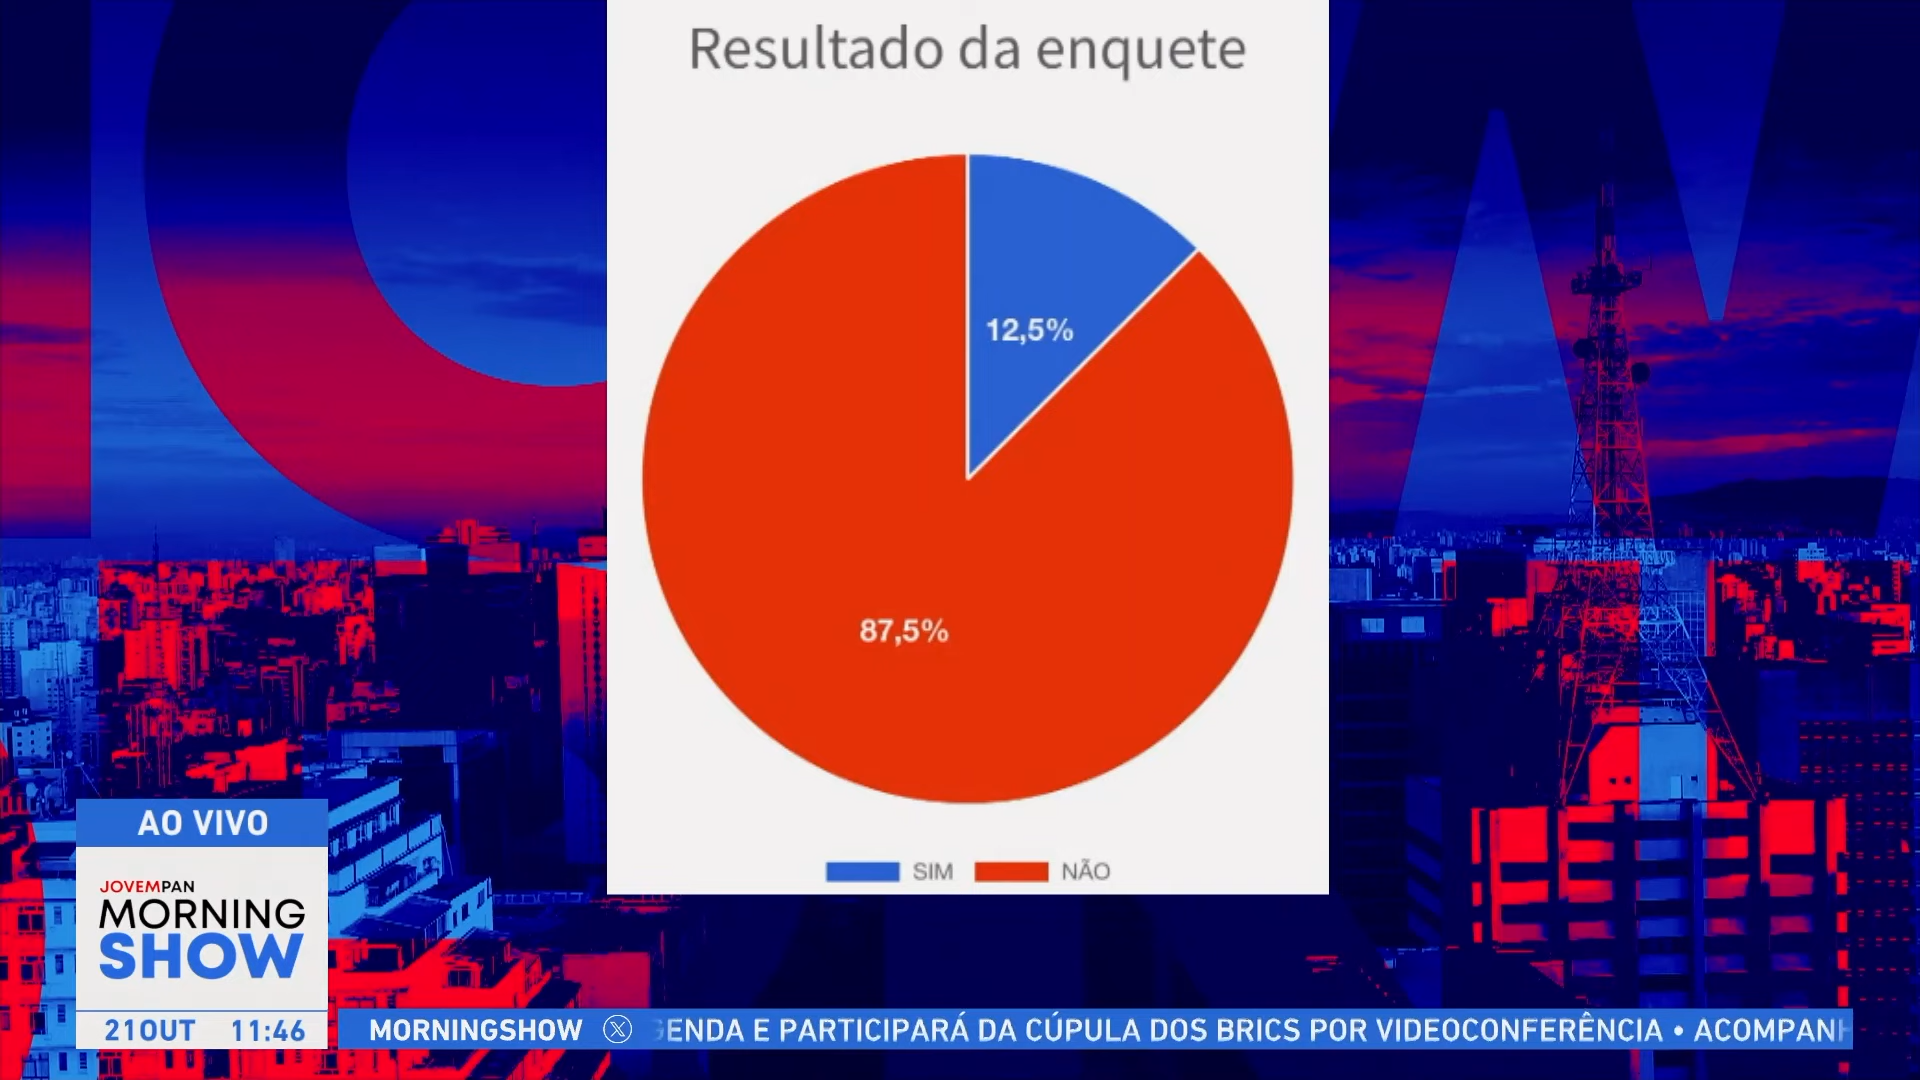 Resultado da enquete
12,5%
87,5%
SIM NÃO
AO VIVO
JOVEMPAN
MORNING
SHOW
21OUT 11:46
MORNINGSHOW ENDA E PARTICIPARÁ DA CÚPULA DOS BRICS POR VIDEOCONFERÊNCIA • ACOMPAN